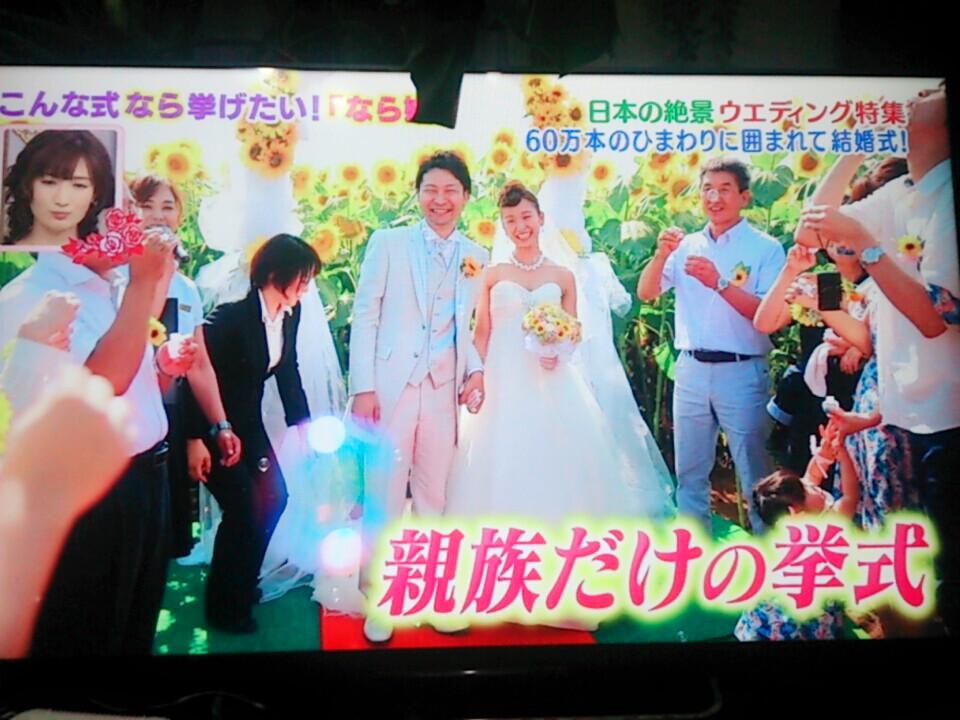 こんな式なら挙げたい!「なら
日本の絶景 ウエディング特集
60万本のひまわりに囲まれて結婚式!
親族だけの挙式